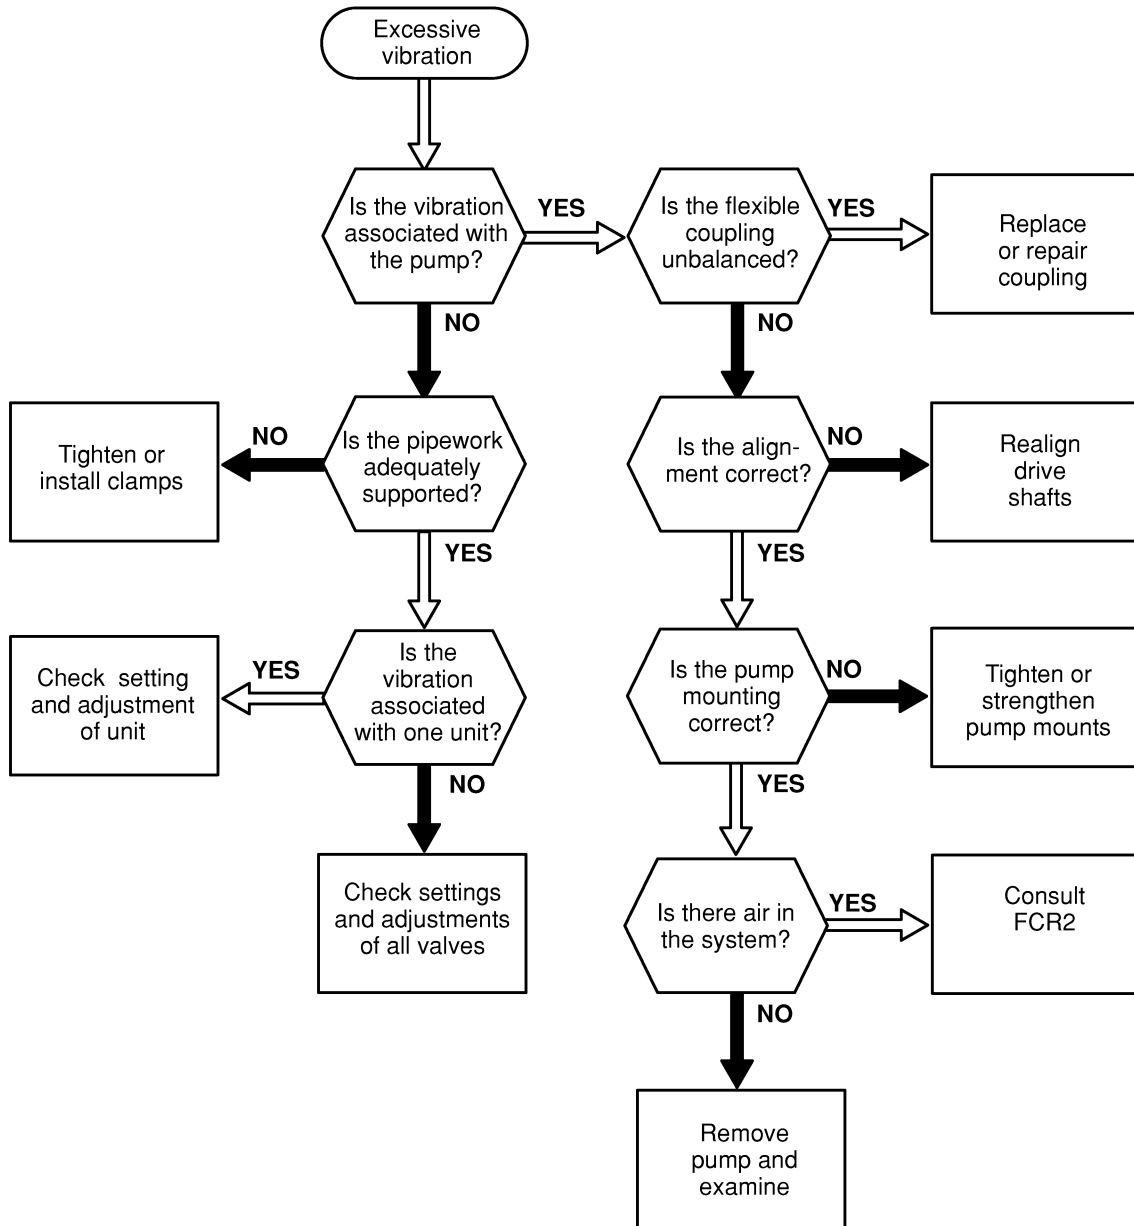 Excessive
vibration
Is the vibration
associated with
the pump?
YES
Is the flexible
coupling
unbalanced?
YES
Replace
or repair
coupling
NO
NO
Tighten or
install clamps
NO
Is the pipework
adequately
supported?
Is the align-
ment correct?
NO
Realign
drive
shafts
YES
YES
Check setting
and adjustment
of unit
YES
Is the
vibration
associated
with one unit?
Is the pump
mounting
correct?
NO
Tighten or
strengthen
pump mounts
NO
YES
Check settings
and adjustments
of all valves
Is there air in
the system?
YES
Consult
FCR2
NO
Remove
pump and
examine